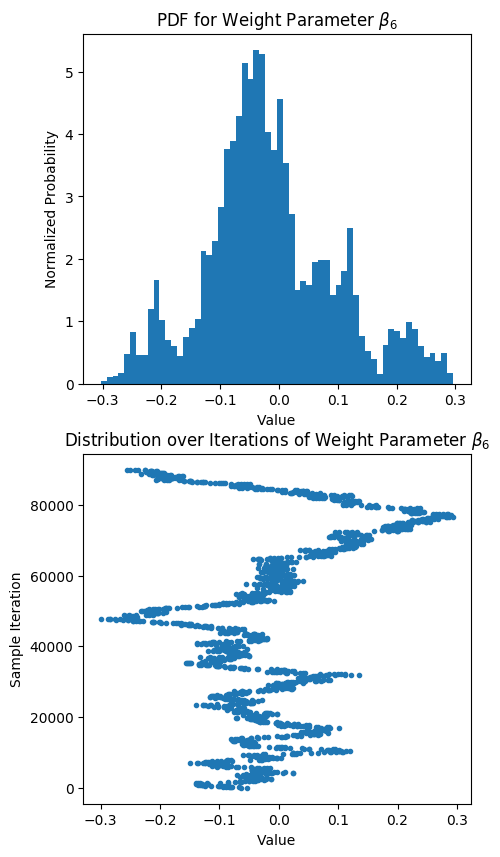 PDF for Weight Parameter β₆
Normalized Probability
5
4
3
2
1
0
−0.3 −0.2 −0.1 0.0 0.1 0.2 0.3
Value
Distribution over Iterations of Weight Parameter β₆
Sample Iteration
80000
60000
40000
20000
0
−0.3 −0.2 −0.1 0.0 0.1 0.2 0.3
Value